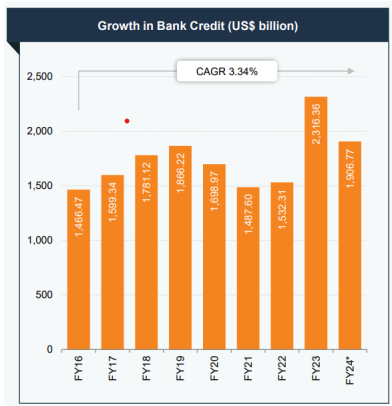 Growth in Bank Credit (US$ billion)
CAGR 3.34%
2,500
2,000
1,500
1,000
500
0
1,466.47
1,599.34
1,781.12
1,866.22
1,698.97
1,487.60
1,532.31
2,316.36
1,906.77
FY16
FY17
FY18
FY19
FY20
FY21
FY22
FY23
FY24*